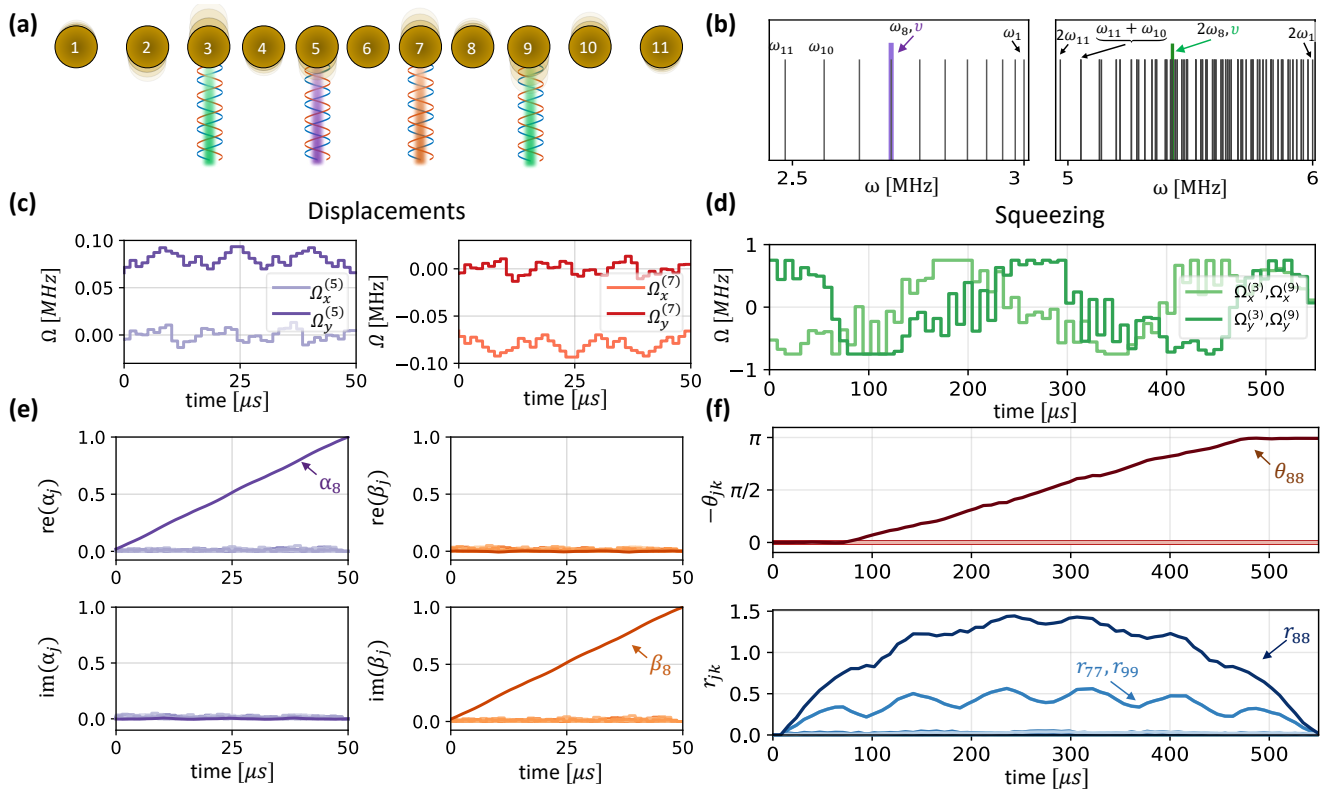 (a)
1 2 3 4 5 6 7 8 9 10 11
(b)
ω₁₁ ω₁₀ ω₈, υ ω₁
2.5 3
ω [MHz]
2ω₁₁ ω₁₁ + ω₁₀ 2ω₈, υ 2ω₁
5 6
ω [MHz]
(c)
Displacements
0.10
0.05
0.00
Ω [MHz]
Ωₓ⁽⁵⁾
Ωᵧ⁽⁵⁾
0 25 50
time [μs]
0.00
−0.05
−0.10
Ω [MHz]
Ωₓ⁽⁷⁾
Ωᵧ⁽⁷⁾
0 25 50
time [μs]
(d)
Squeezing
1
0
−1
Ω [MHz]
Ωₓ⁽³⁾,Ωₓ⁽⁹⁾
Ωᵧ⁽³⁾,Ωᵧ⁽⁹⁾
0 100 200 300 400 500
time [μs]
(e)
1.0
0.5
0.0
re(αⱼ)
α₈
0 25 50
1.0
0.5
0.0
re(βⱼ)
0 25 50
1.0
0.5
0.0
im(αⱼ)
0 25 50
time [μs]
1.0
0.5
0.0
im(βⱼ)
β₈
0 25 50
time [μs]
(f)
π
π/2
0
−θⱼₖ
θ₈₈
0 100 200 300 400 500
1.5
1.0
0.5
0.0
rⱼₖ
r₈₈
r₇₇, r₉₉
0 100 200 300 400 500
time [μs]